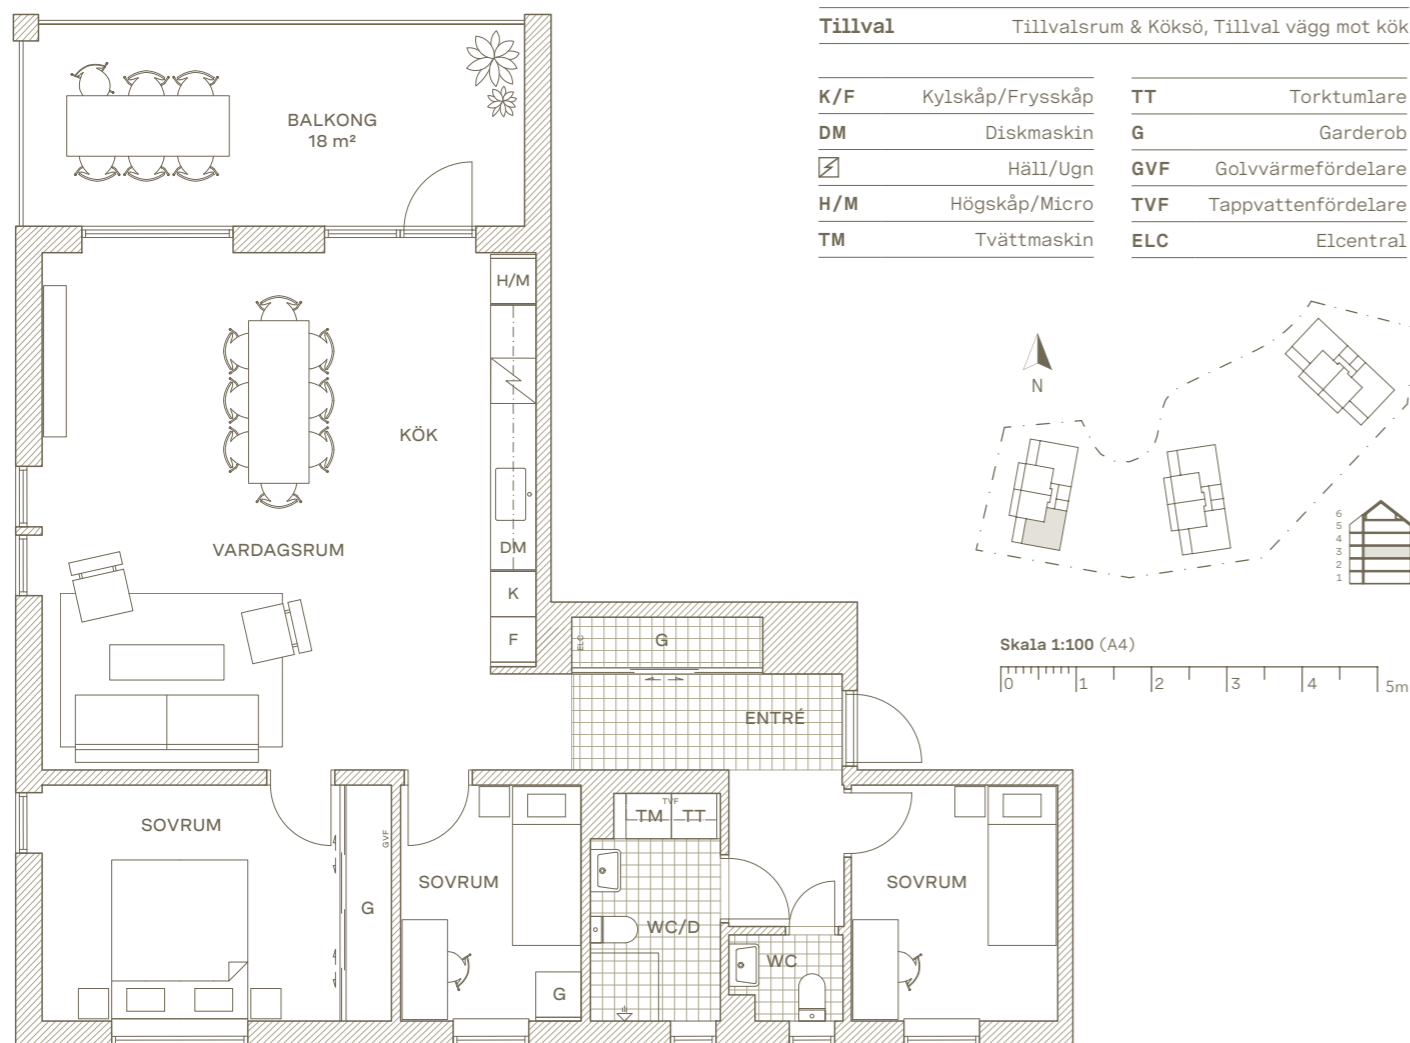 Tillval Tillvalsrum & Köksö, Tillval vägg mot kök
K/F Kylskåp/Frysskåp
DM Diskmaskin
Häll/Ugn
H/M Högskåp/Micro
TM Tvättmaskin
TT Torktumlare
G Garderob
GVF Golvvärmefördelare
TVF Tappvattenfördelare
ELC Elcentral
BALKONG
18 m²
H/M
KÖK
VARDAGSRUM
DM
K
F
ELC
G
ENTRÉ
N
6
5
4
3
2
1
Skala 1:100 (A4)
0 1 2 3 4 5m
SOVRUM
GVF
G
SOVRUM
G
TVF
TM TT
WC/D
WC
SOVRUM